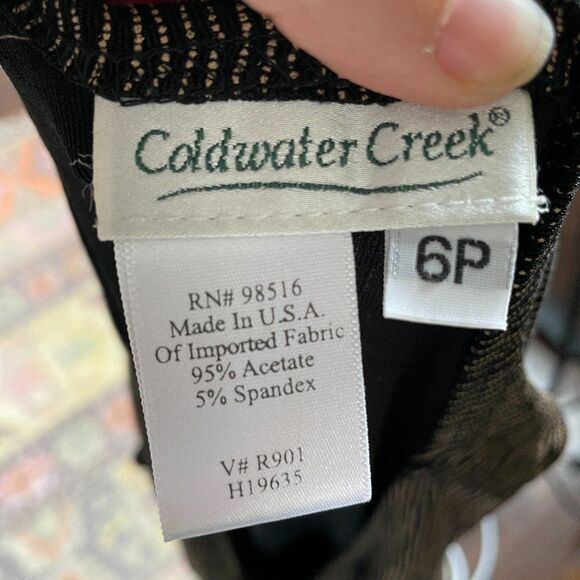 Coldwater Creek®
6P
RN# 98516
Made In U.S.A.
Of Imported Fabric
95% Acetate
5% Spandex
V# R901
H19635